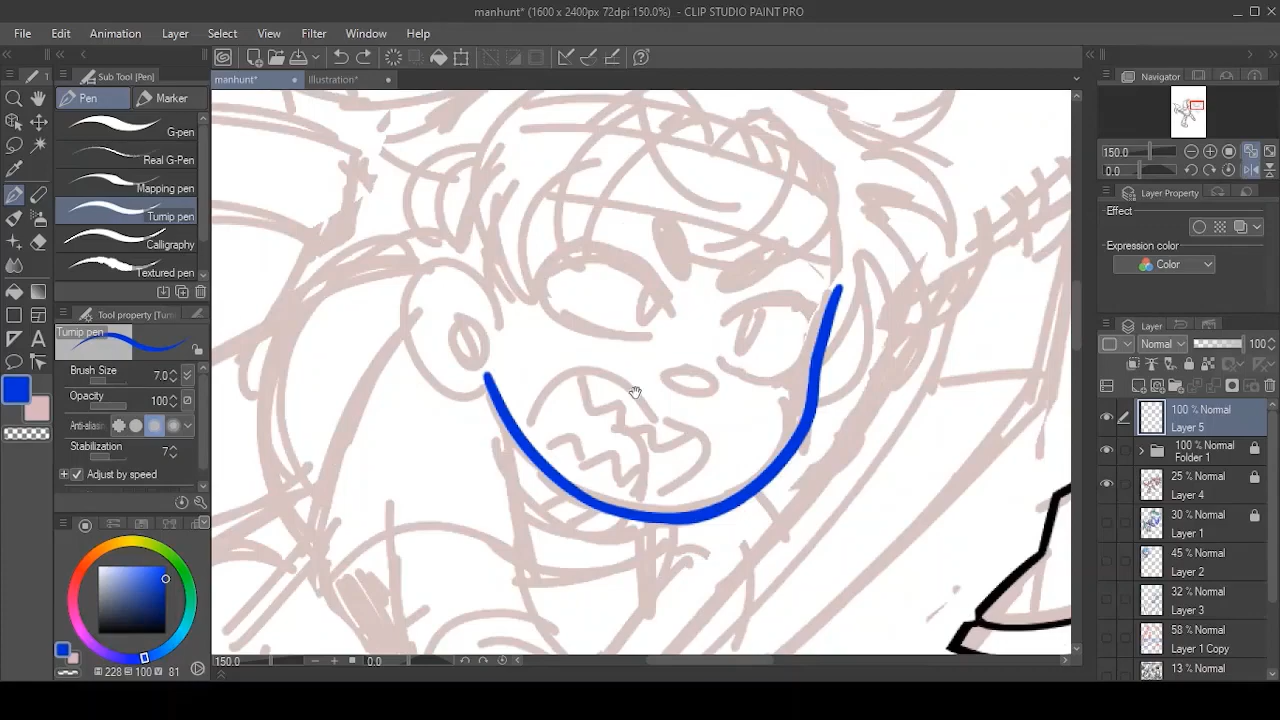 manhunt* (1600 x 2400px 72dpi 150.0%) - CLIP STUDIO PAINT PRO
File Edit Animation Layer Select View Filter Window Help
Sub Tool [Pen]
manhunt*
Illustration*
Navigator
Pen
Marker
G-pen
Real G-Pen
Mapping pen
Turnip pen
Calligraphy
Textured pen
150.0
0.0
Layer Property
Effect
Expression color
Color
Tool property [Turni
Turnip pen
Brush Size 7.0
Opacity 100
Anti-alias
Stabilization 7
Adjust by speed
Layer
Normal 100
100 % Normal
Layer 5
100 % Normal
Folder 1
25 % Normal
Layer 4
30 % Normal
Layer 1
45 % Normal
Layer 2
32 % Normal
Layer 3
58 % Normal
Layer 1 Copy
13 % Normal
H 228 S 100 V 81
150.0
0.0